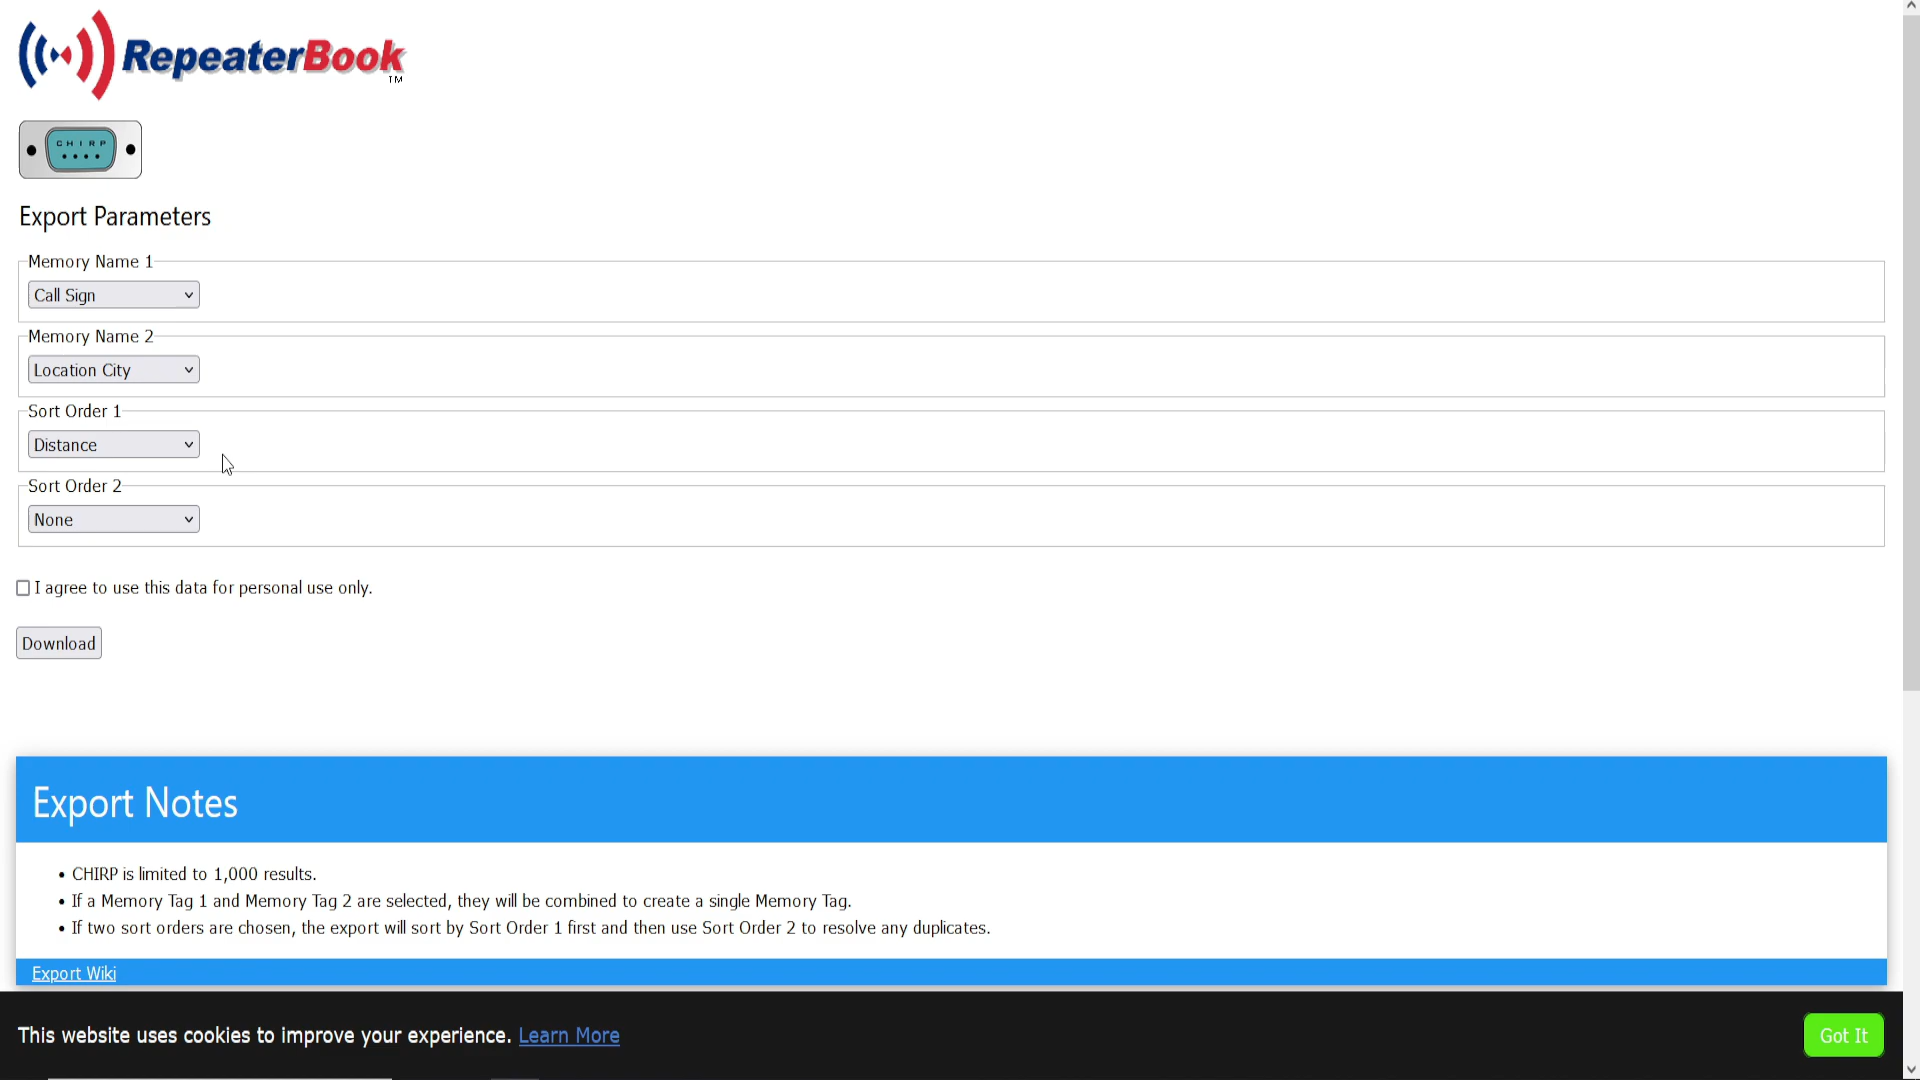 RepeaterBook
TM
CHIRP
Export Parameters
Memory Name 1
Call Sign
Memory Name 2
Location City
Sort Order 1
Distance
Sort Order 2
None
I agree to use this data for personal use only.
Download
Export Notes
• CHIRP is limited to 1,000 results.
• If a Memory Tag 1 and Memory Tag 2 are selected, they will be combined to create a single Memory Tag.
• If two sort orders are chosen, the export will sort by Sort Order 1 first and then use Sort Order 2 to resolve any duplicates.
Export Wiki
This website uses cookies to improve your experience. Learn More
Got It